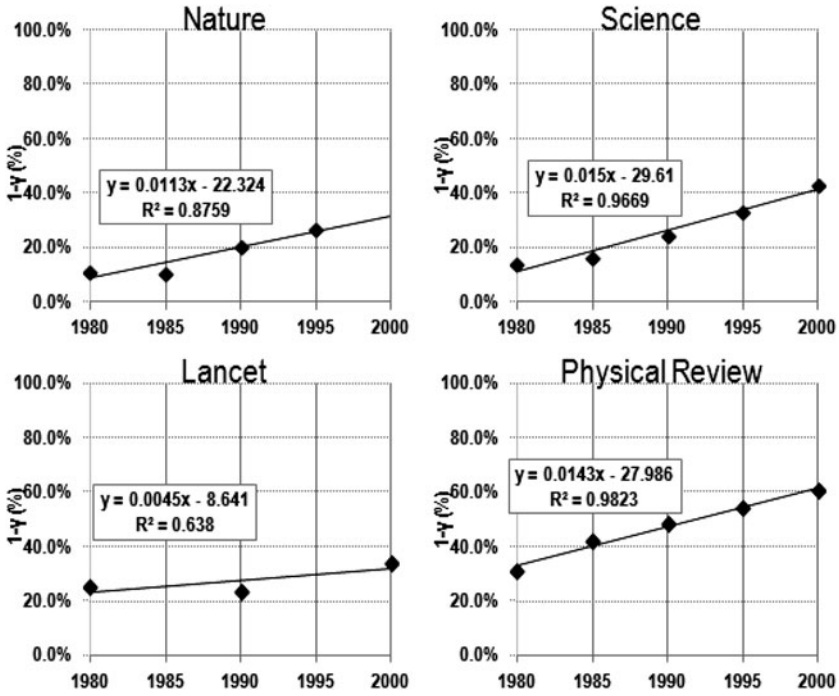 Nature
100.0%
80.0%
60.0%
40.0%
20.0%
0.0%
1-γ (%)
y = 0.0113x - 22.324
R² = 0.8759
1980 1985 1990 1995 2000
Science
100.0%
80.0%
60.0%
40.0%
20.0%
0.0%
1-γ (%)
y = 0.015x - 29.61
R² = 0.9669
1980 1985 1990 1995 2000
Lancet
100.0%
80.0%
60.0%
40.0%
20.0%
0.0%
1-γ (%)
y = 0.0045x - 8.641
R² = 0.638
1980 1985 1990 1995 2000
Physical Review
100.0%
80.0%
60.0%
40.0%
20.0%
0.0%
1-γ (%)
y = 0.0143x - 27.986
R² = 0.9823
1980 1985 1990 1995 2000